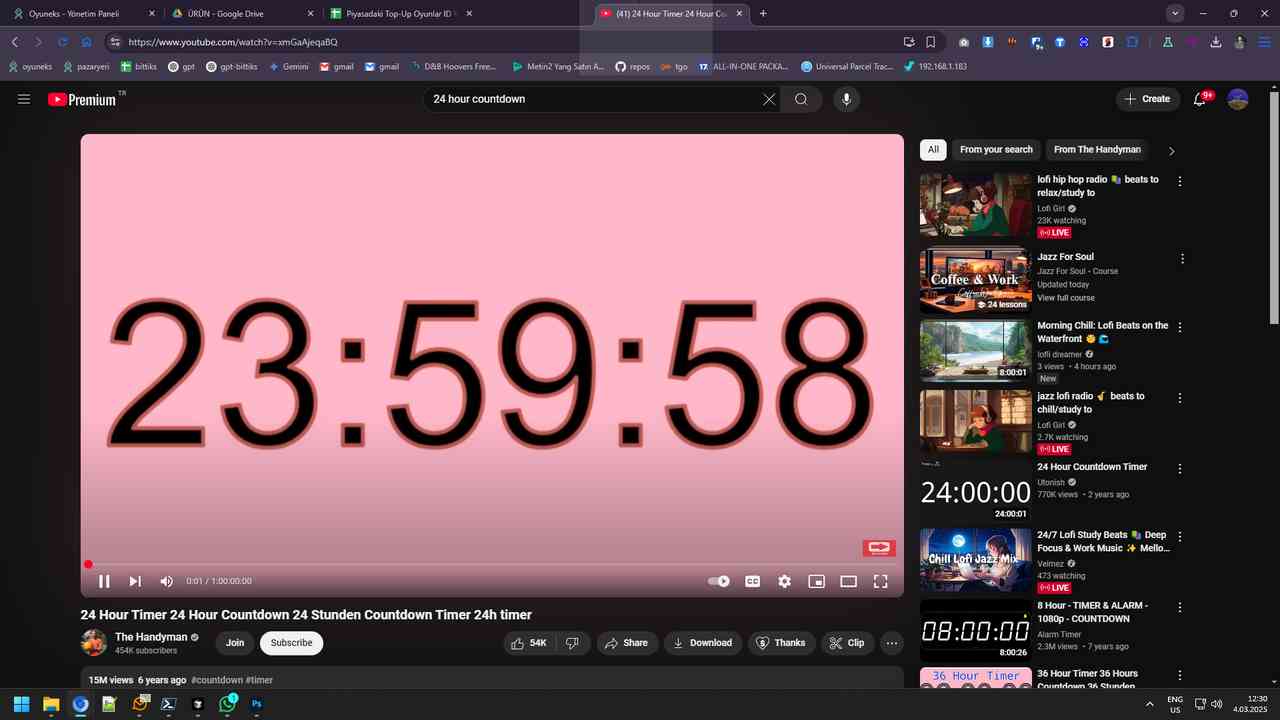 Oyuneks - Yönetim Paneli
ÜRÜN - Google Drive
Piyasadaki Top-Up Oyunlar ID
(41) 24 Hour Timer 24 Hour Co
https://www.youtube.com/watch?v=xmGaAjeqaBQ
oyuneks
pazaryeri
bitiks
gpt
gpt-bitiks
Gemini
gmail
gmail
D&B Hoovers Free...
Metin2 Yang Satın A...
repos
tgo
17.
ALL-IN-ONE PACKA...
Universal Parcel Trac...
192.168.1.183
Premium TR
24 hour countdown
Create
9+
23:59:58
0:01 / 1:00:00:00
24 Hour Timer 24 Hour Countdown 24 Stunden Countdown Timer 24h timer
The Handyman
454K subscribers
Join
Subscribe
54K
Share
Download
Thanks
Clip
15M views 6 years ago #countdown #timer
All
From your search
From The Handyman
lofi hip hop radio 📚 beats to
relax/study to
Lofi Girl
23K watching
LIVE
Coffee & Work
24 lessons
Jazz For Soul
Jazz For Soul • Course
Updated today
View full course
8:00:01
Morning Chill: Lofi Beats on the
Waterfront 🌞 🌊
lofii dreamer
3 views • 4 hours ago
New
jazz lofi radio 🎷 beats to
chill/study to
Lofi Girl
2.7K watching
LIVE
24:00:00
24:00:01
24 Hour Countdown Timer
Utonish
770K views • 2 years ago
Chill Lofi Jazz Mix
24/7 Lofi Study Beats 📚 Deep
Focus & Work Music ✨ Mello...
Velmez
473 watching
LIVE
08:00:00
8:00:26
8 Hour - TIMER & ALARM -
1080p - COUNTDOWN
Alarm Timer
2.3M views • 7 years ago
36 Hour Timer
36 Hour Timer 36 Hours
Countdown 36 Stunden
1
Ps
ENG
US
12:30
4.03.2025